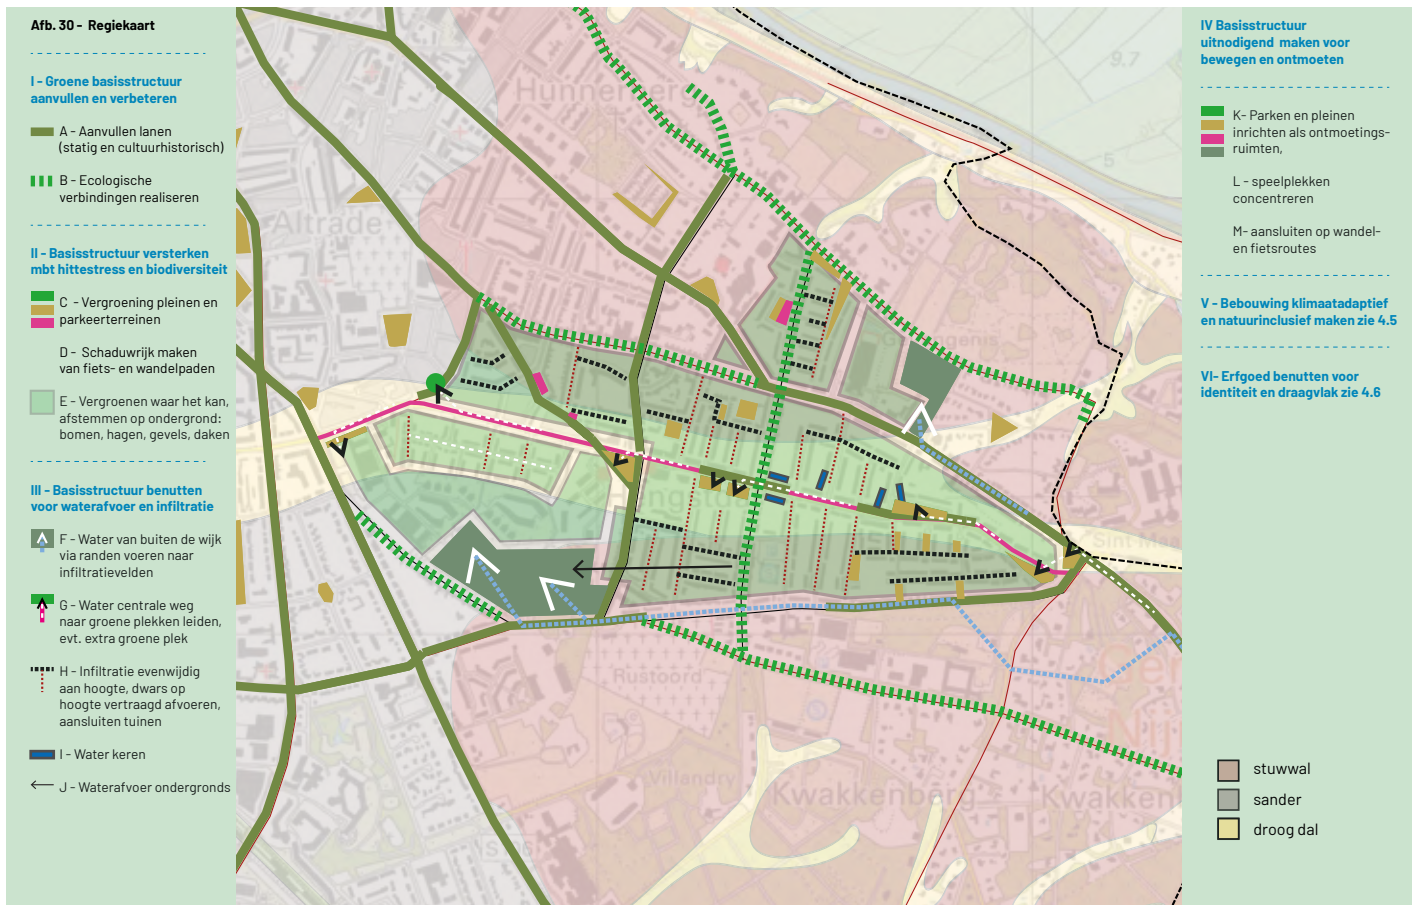 Afb. 30 - Regiekaart
I - Groene basisstructuur
aanvullen en verbeteren
A - Aanvullen lanen
(statig en cultuurhistorisch)
B - Ecologische
verbindingen realiseren
II - Basisstructuur versterken
mbt hittestress en biodiversiteit
C - Vergroening pleinen en
parkeerterreinen
D - Schaduwrijk maken
van fiets- en wandelpaden
E - Vergroenen waar het kan,
afstemmen op ondergrond:
bomen, hagen, gevels, daken
III - Basisstructuur benutten
voor waterafvoer en infiltratie
F - Water van buiten de wijk
via randen voeren naar
infiltratievelden
G - Water centrale weg
naar groene plekken leiden,
evt. extra groene plek
H - Infiltratie evenwijdig
aan hoogte, dwars op
hoogte vertraagd afvoeren,
aansluiten tuinen
I - Water keren
J - Waterafvoer ondergronds
Hunnerberg
Altrade
9.7
5
Rustoord
Villandry
Kwakkenberg
Kwakken
Sint Maa
IV Basisstructuur
uitnodigend maken voor
bewegen en ontmoeten
K- Parken en pleinen
inrichten als ontmoetings-
ruimten,
L - speelplekken
concentreren
M- aansluiten op wandel-
en fietsroutes
V - Bebouwing klimaatadaptief
en natuurinclusief maken zie 4.5
VI- Erfgoed benutten voor
identiteit en draagvlak zie 4.6
stuwwal
sander
droog dal